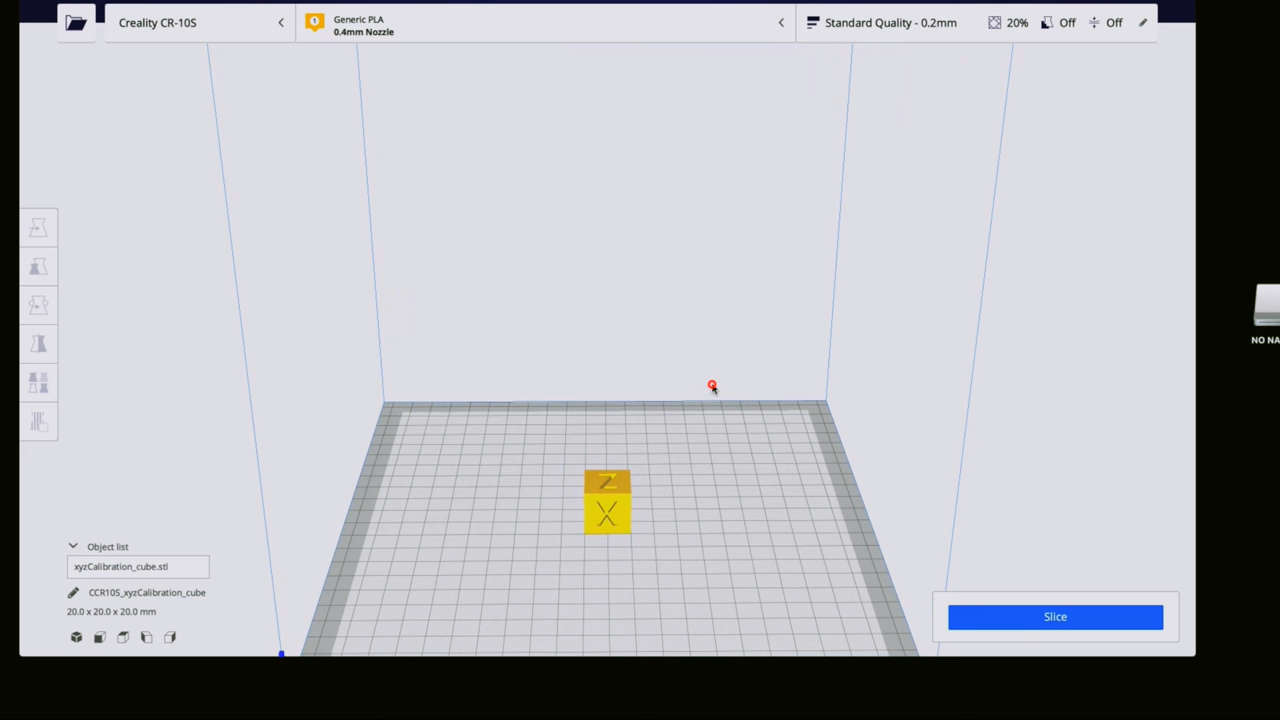 Creality CR-10S
1
Generic PLA
0.4mm Nozzle
Standard Quality - 0.2mm
20%
Off
Off
NO NA
Z
X
Object list
xyzCalibration_cube.stl
CCR10S_xyzCalibration_cube
20.0 x 20.0 x 20.0 mm
Slice